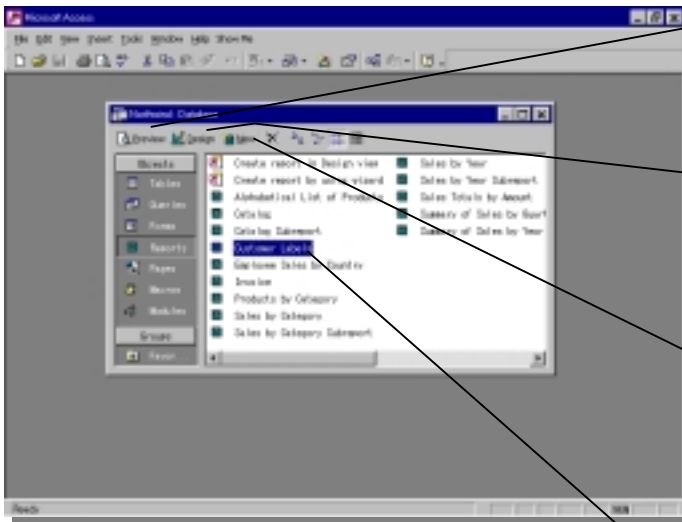 Microsoft Access
File Edit View Insert Tools Window Help Show Me
Northwind: Database
Preview Design New
Objects
Tables
Queries
Forms
Reports
Pages
Macros
Modules
Groups
Favori...
Create report in Design view
Create report by using wizard
Alphabetical List of Products
Catalog
Catalog Subreport
Customer Labels
Employee Sales by Country
Invoice
Products by Category
Sales by Category
Sales by Category Subreport
Sales by Year
Sales by Year Subreport
Sales Totals by Amount
Summary of Sales by Quart
Summary of Sales by Year
Ready
NUM